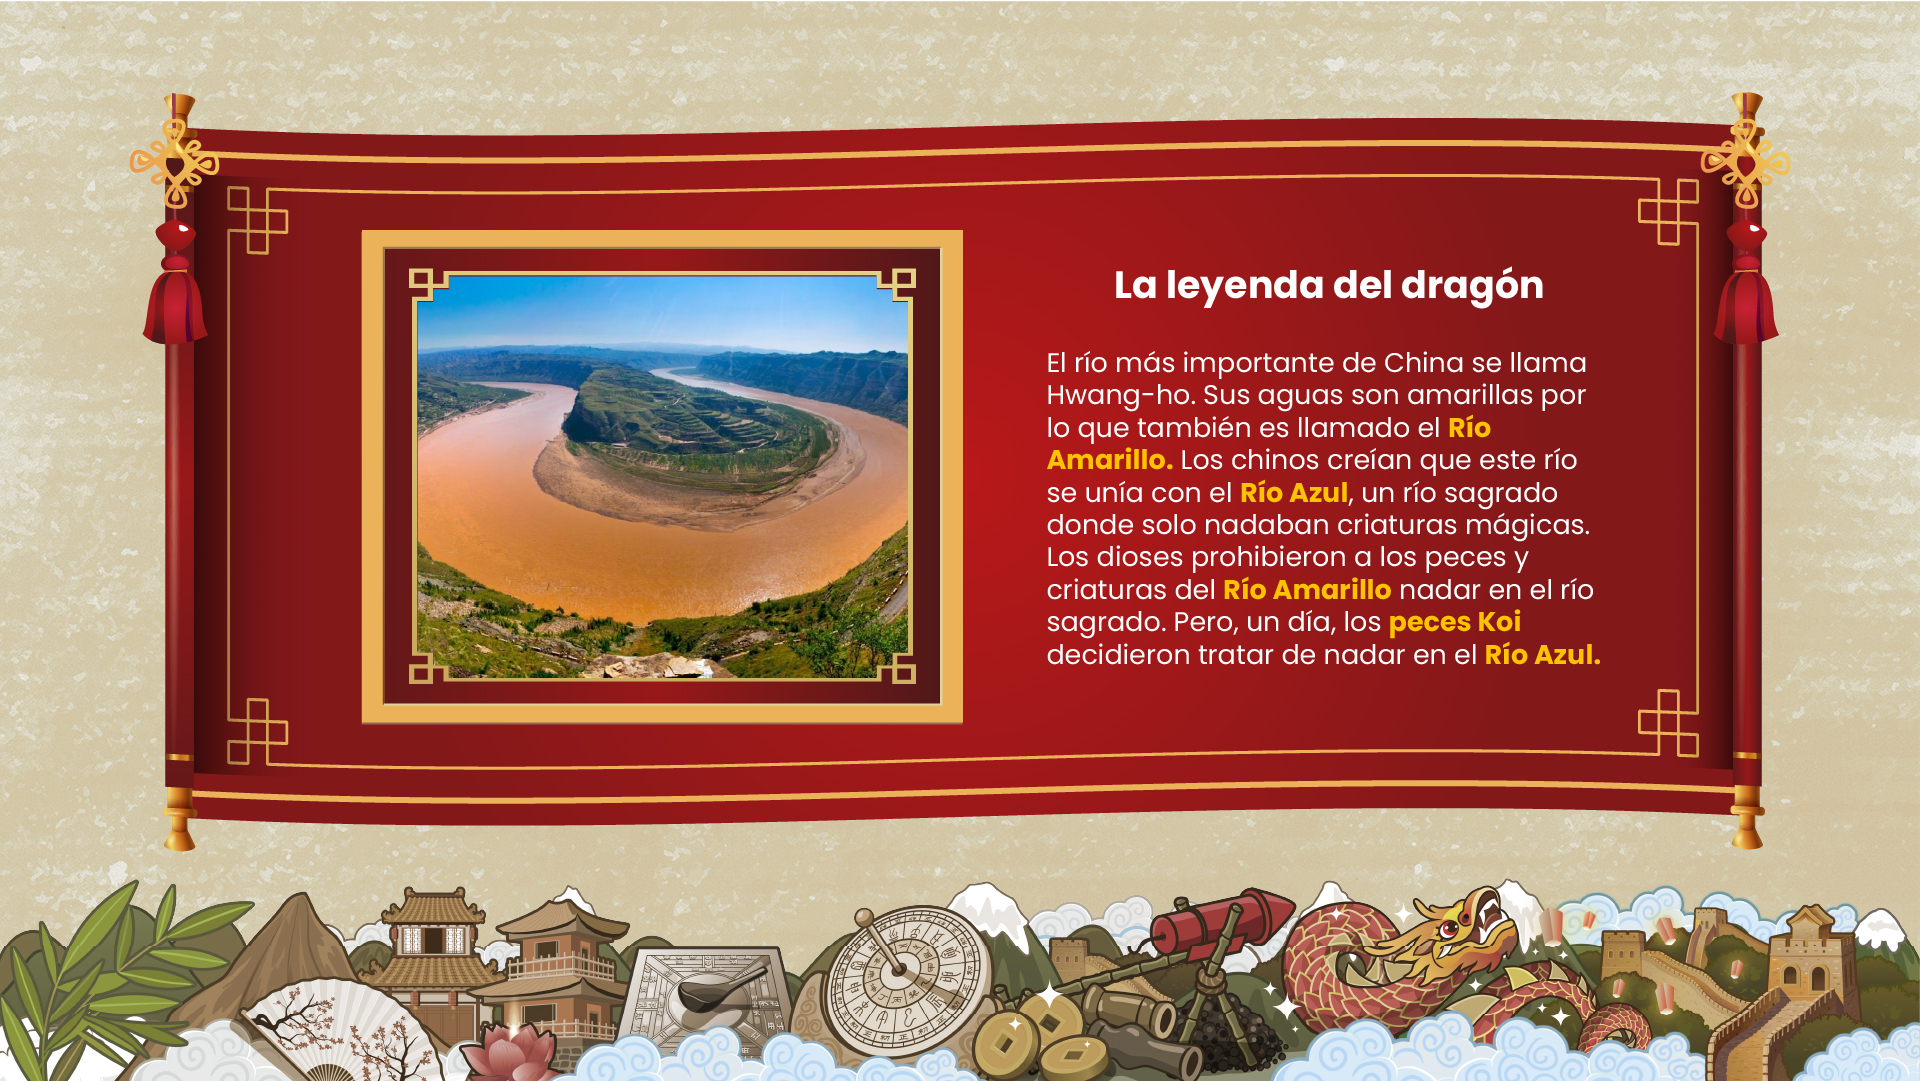 La leyenda del dragón
El río más importante de China se llama
Hwang-ho. Sus aguas son amarillas por
lo que también es llamado el Río
Amarillo. Los chinos creían que este río
se unía con el Río Azul, un río sagrado
donde solo nadaban criaturas mágicas.
Los dioses prohibieron a los peces y
criaturas del Río Amarillo nadar en el río
sagrado. Pero, un día, los peces Koi
decidieron tratar de nadar en el Río Azul.